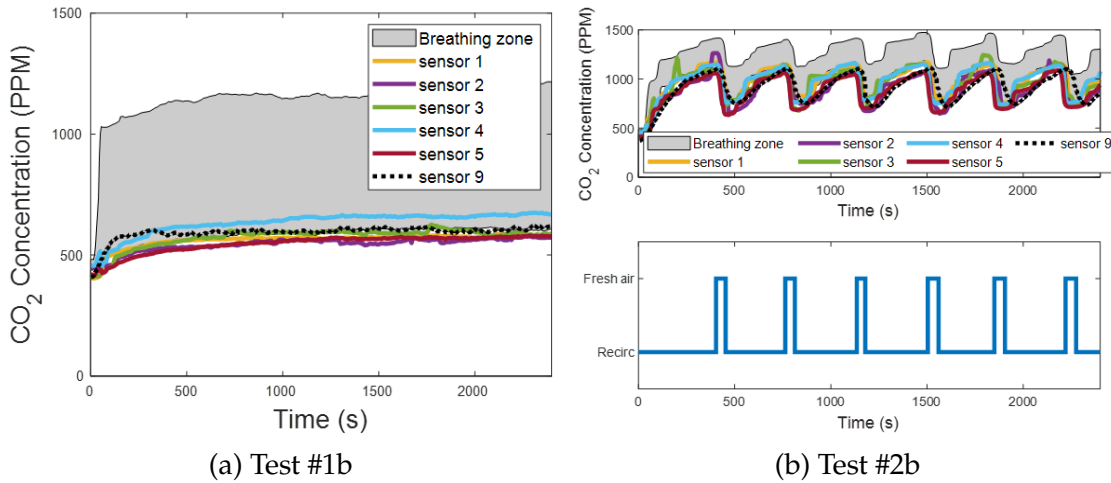 1500
1000
500
0
CO2 Concentration (PPM)
Breathing zone
sensor 1
sensor 2
sensor 3
sensor 4
sensor 5
sensor 9
0 500 1000 1500 2000
Time (s)
(a) Test #1b
1500
1000
500
0
CO2 Concentration (PPM)
Breathing zone sensor 2 sensor 4 sensor 9
sensor 1 sensor 3 sensor 5
0 500 1000 1500 2000
Time (s)
Fresh air
Recirc
0 500 1000 1500 2000
Time (s)
(b) Test #2b